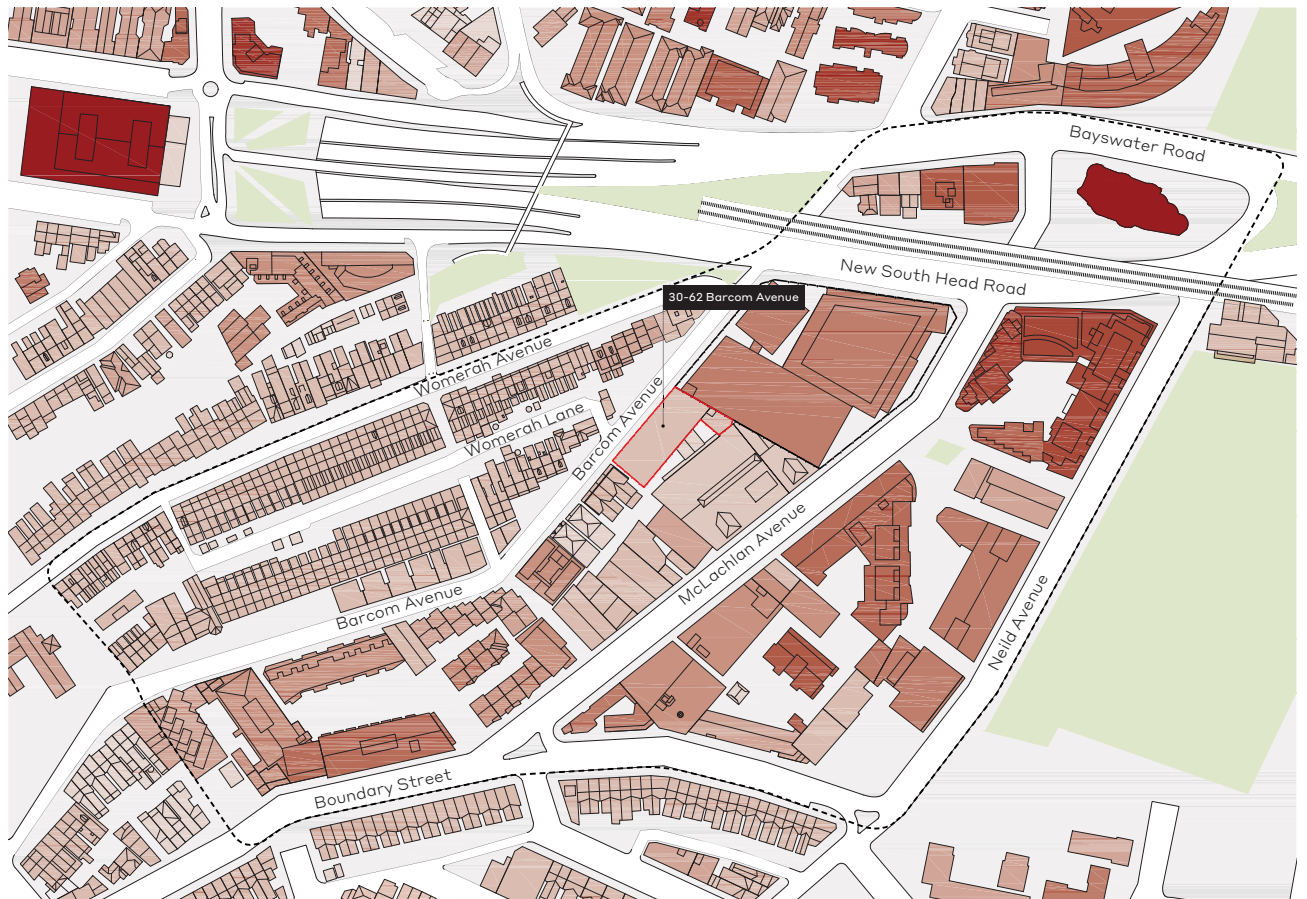 Bayswater Road
New South Head Road
30-62 Barcom Avenue
Womerah Avenue
Womerah Lane
Barcom Avenue
McLachlan Avenue
Barcom Avenue
Neild Avenue
Boundary Street